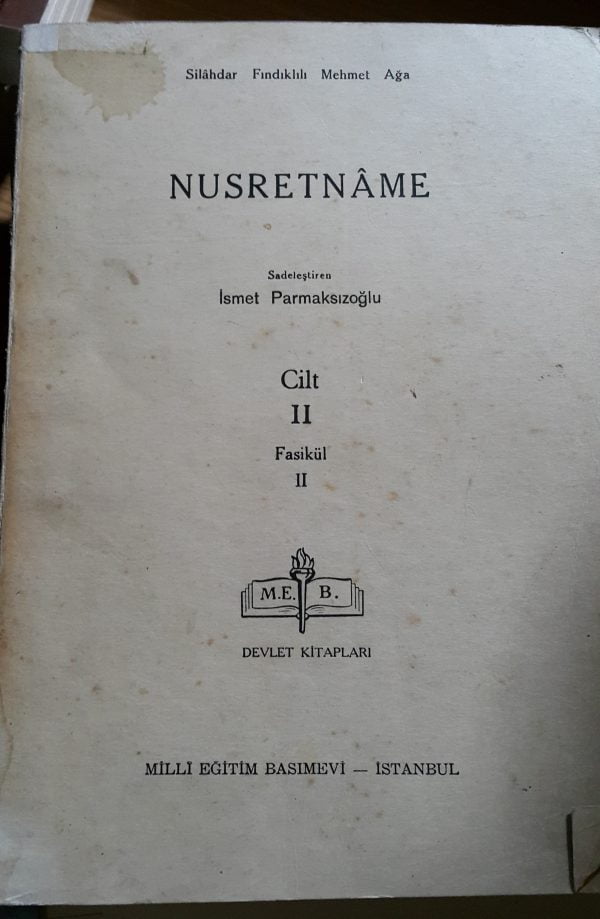 Silâhdar Fındıklılı Mehmet Ağa
NUSRETNÂME
Sadeleştiren
İsmet Parmaksızoğlu
Cilt
II
Fasikül
II
M.E. B.
DEVLET KİTAPLARI
MİLLÎ EĞİTİM BASIMEVİ — İSTANBUL